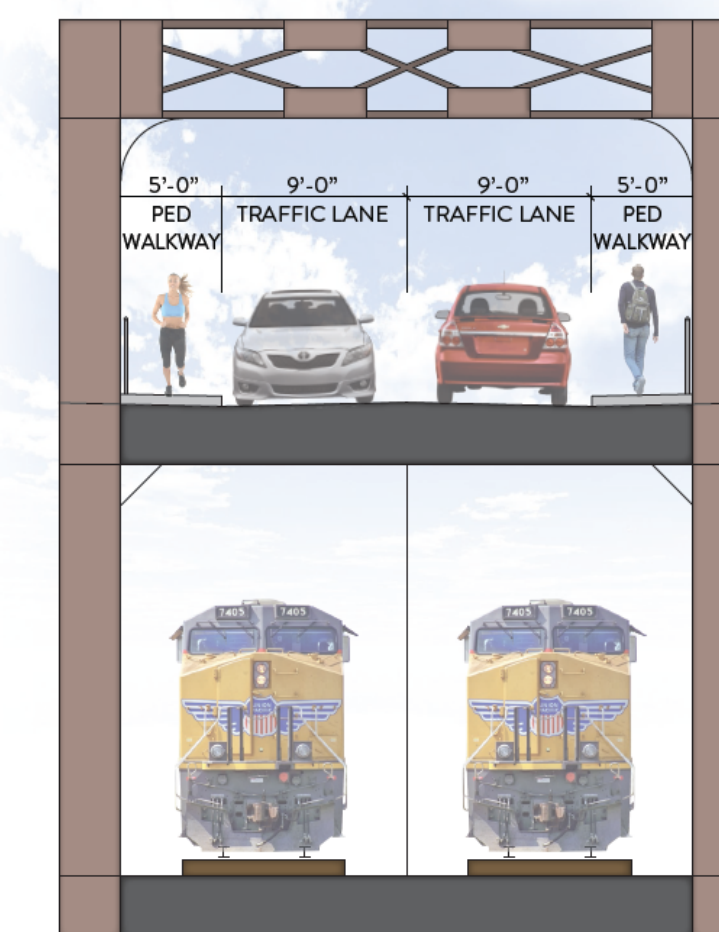 5'-0" 9'-0" 9'-0" 5'-0"
PED TRAFFIC LANE TRAFFIC LANE PED
WALKWAY WALKWAY
7405 7405 7405 7405